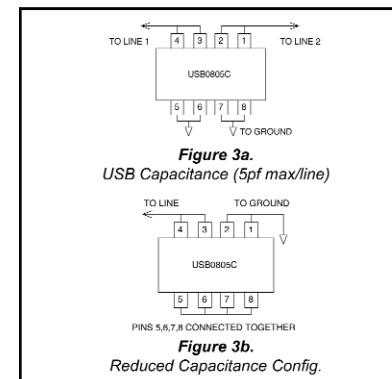 TO LINE 1 4 3 2 1 TO LINE 2
USB0805C
5 6 7 8
TO GROUND
Figure 3a.
USB Capacitance (5pf max/line)
TO LINE TO GROUND
4 3 2 1
USB0805C
5 6 7 8
PINS 5,6,7,8 CONNECTED TOGETHER
Figure 3b.
Reduced Capacitance Config.